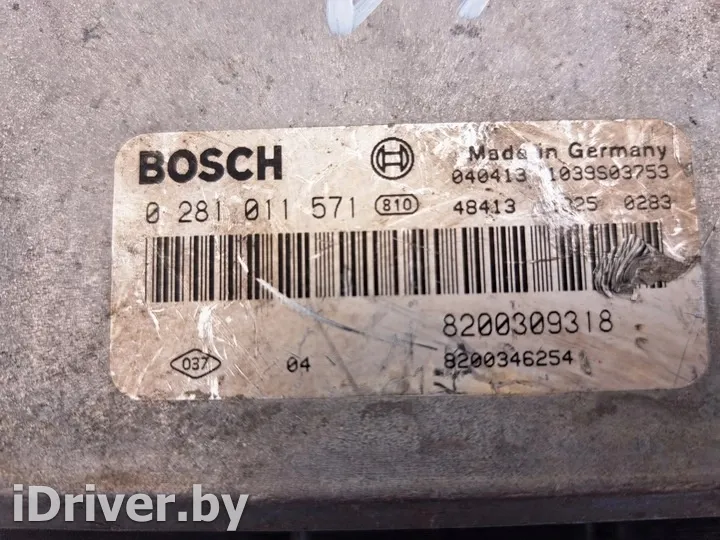 BOSCH
Made in Germany
040413 1039S03753
0 281 011 571 810 48413 0283
8200309318
037 04 8200346254
iDriver.by